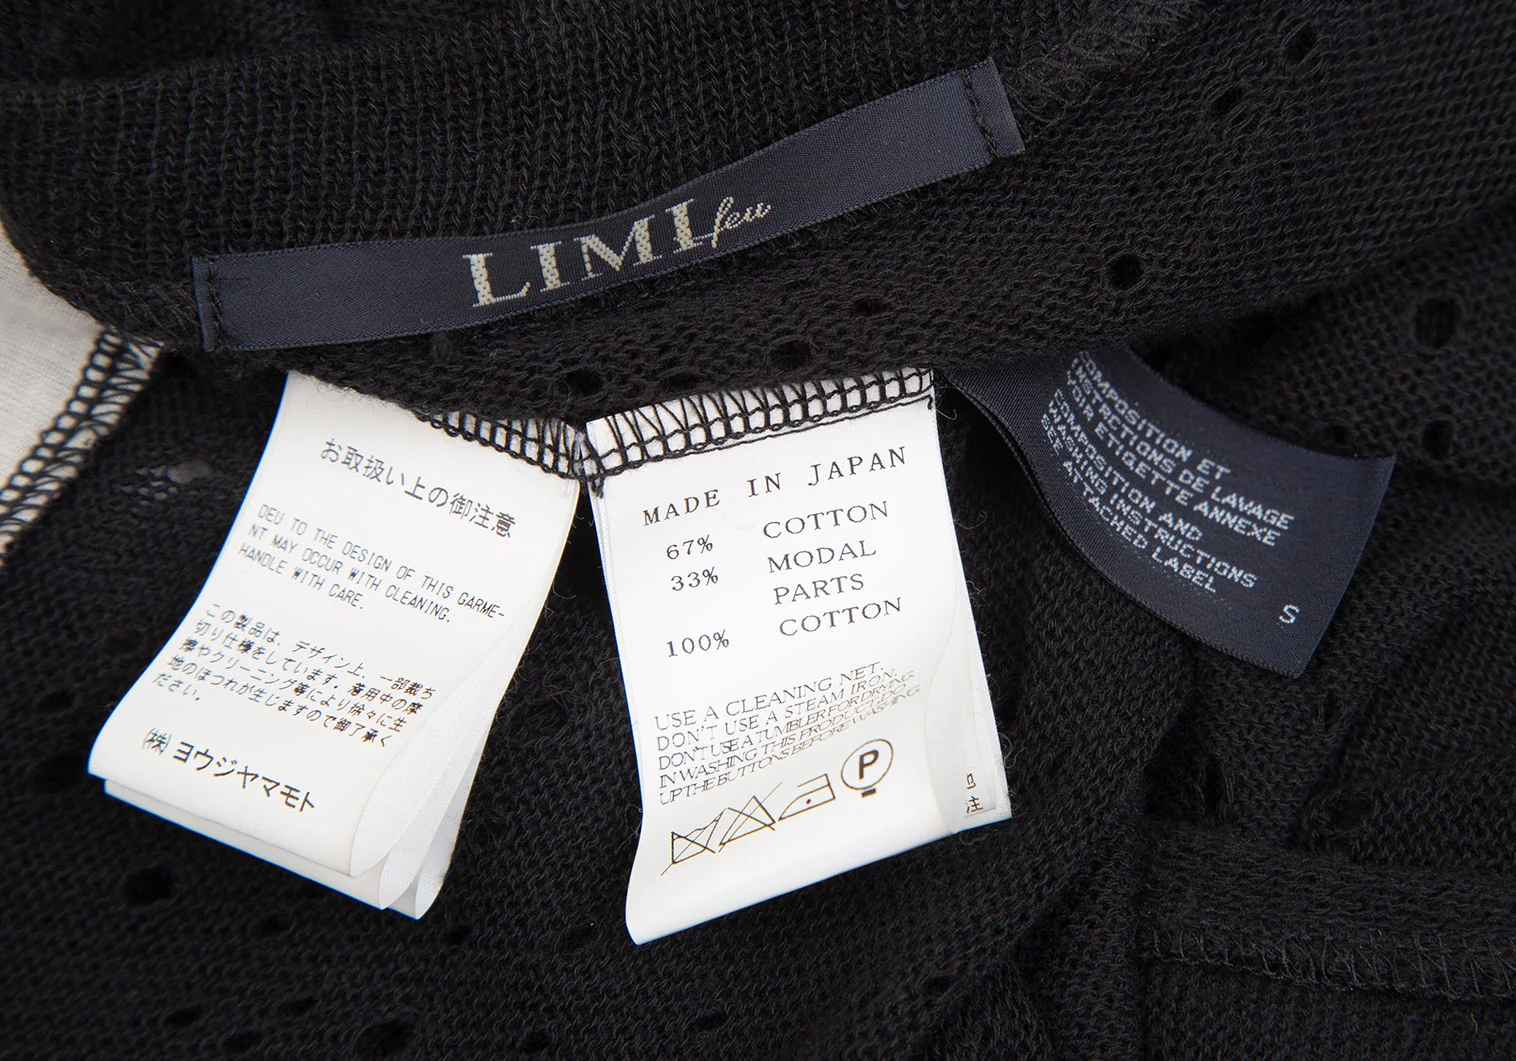 LIMI feu
お取扱い上の御注意
DEU TO THE DESIGN OF THIS GARME-
NT MAY OCCUR WITH CLEANING.
HANDLE WITH CARE.
この製品は、デザイン上、一部裁ち
切り仕様をしています。着用中の摩
擦やクリーニング等により徐々に生
地のほつれが生じますので御了承く
ださい。
(株)ヨウジヤマモト
MADE IN JAPAN
67% COTTON
33% MODAL
PARTS
100% COTTON
USE A CLEANING NET.
DON'T USE A STEAM IRON.
DON'T USE A TUMBLER FOR DRYING.
IN WASHING THIS PRODUCT, DO
UP THE BUTTONS BEFORE WASHING.
P
注
COMPOSITION ET
INSTRUCTIONS DE LAVAGE
VOIR ETIQETTE ANNEXE
COMPOSITION AND
WASHING INSTRUCTIONS
SEE ATTACHED LABEL
S